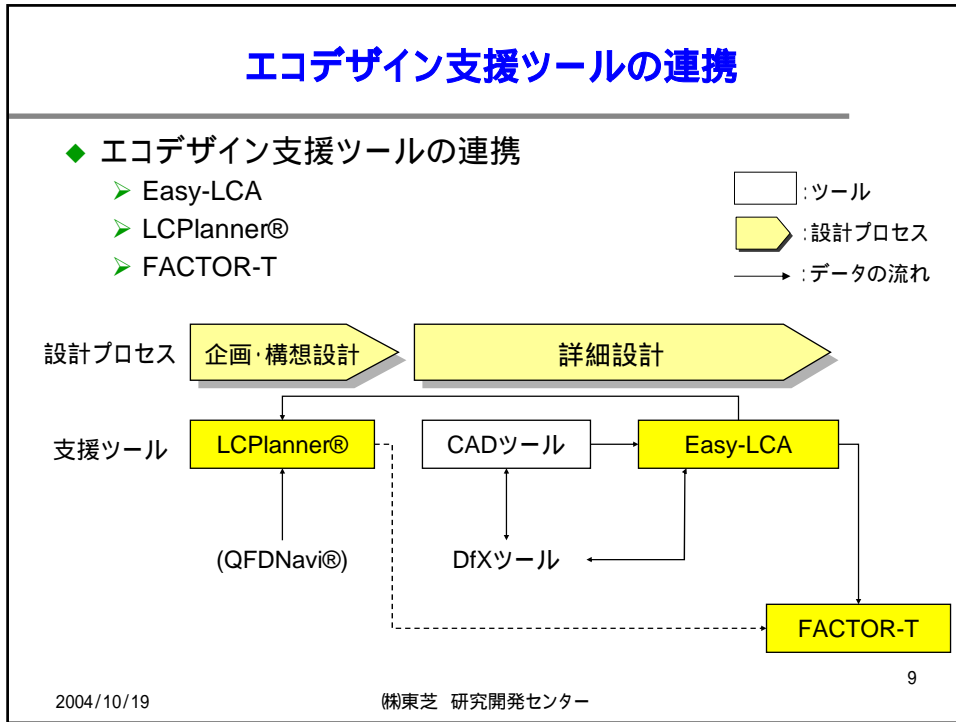 エコデザイン支援ツールの連携
エコデザイン支援ツールの連携
Easy-LCA
LCPlanner®
FACTOR-T
:ツール
:設計プロセス
:データの流れ
設計プロセス
企画・構想設計
詳細設計
支援ツール
LCPlanner®
CADツール
Easy-LCA
(QFDNavi®)
DfXツール
FACTOR-T
9
2004/10/19
㈱東芝 研究開発センター